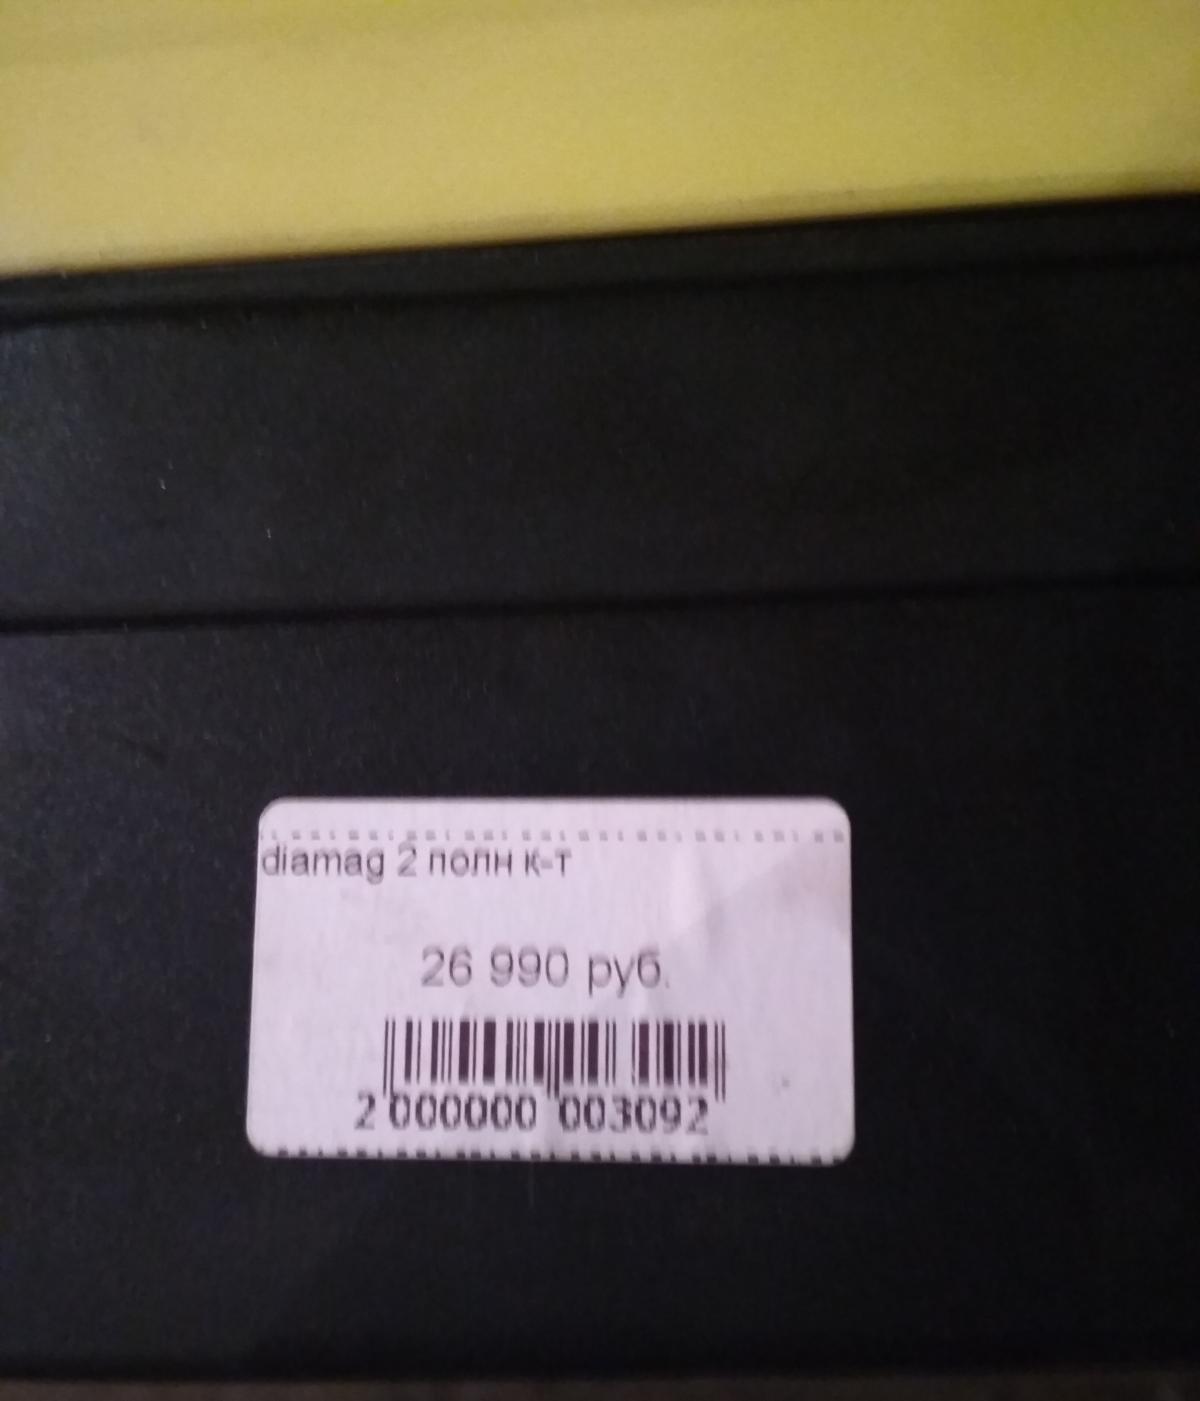 diamag 2 полн к-т
26 990 руб.
2 000000 003092